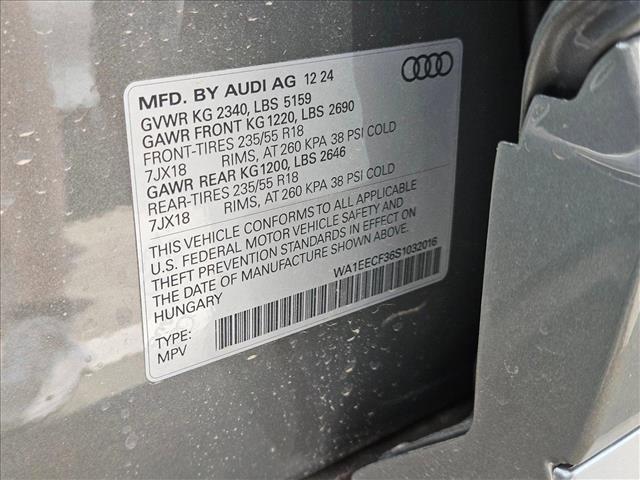 MFD. BY AUDI AG 12 24
GVWR KG 2340, LBS 5159
GAWR FRONT KG 1220, LBS 2690
FRONT-TIRES 235/55 R18
7JX18 RIMS, AT 260 KPA 38 PSI COLD
GAWR REAR KG 1200, LBS 2646
REAR-TIRES 235/55 R18
7JX18 RIMS, AT 260 KPA 38 PSI COLD
THIS VEHICLE CONFORMS TO ALL APPLICABLE
U.S. FEDERAL MOTOR VEHICLE SAFETY AND
THEFT PREVENTION STANDARDS IN EFFECT ON
THE DATE OF MANUFACTURE SHOWN ABOVE.
HUNGARY
WA1EECF36S1032016
TYPE:
MPV